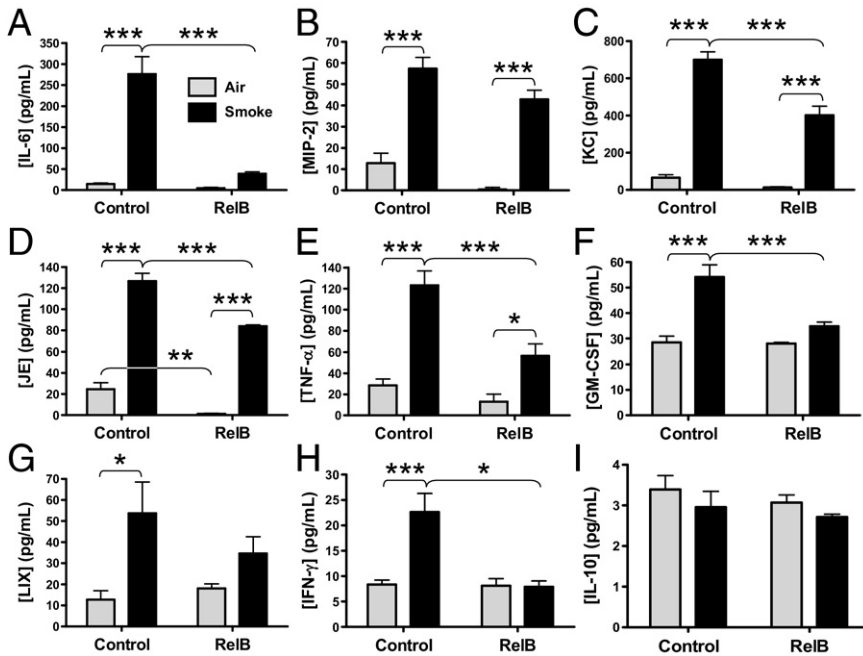 A
[IL-6] (pg/mL)
350
300
250
200
150
100
50
0
***
***
Air
Smoke
Control
RelB
B
[MIP-2] (pg/mL)
70
60
50
40
30
20
10
0
***
***
Control
RelB
C
[KC] (pg/mL)
800
600
400
200
0
***
***
***
Control
RelB
D
[JE] (pg/mL)
140
120
100
80
60
40
20
0
***
***
***
**
Control
RelB
E
[TNF-α] (pg/mL)
140
120
100
80
60
40
20
0
***
***
*
Control
RelB
F
[GM-CSF] (pg/mL)
60
50
40
30
20
10
0
***
***
Control
RelB
G
[LIX] (pg/mL)
70
60
50
40
30
20
10
0
*
Control
RelB
H
[IFN-γ] (pg/mL)
30
25
20
15
10
5
0
***
*
Control
RelB
I
[IL-10] (pg/mL)
4
3
2
1
0
Control
RelB